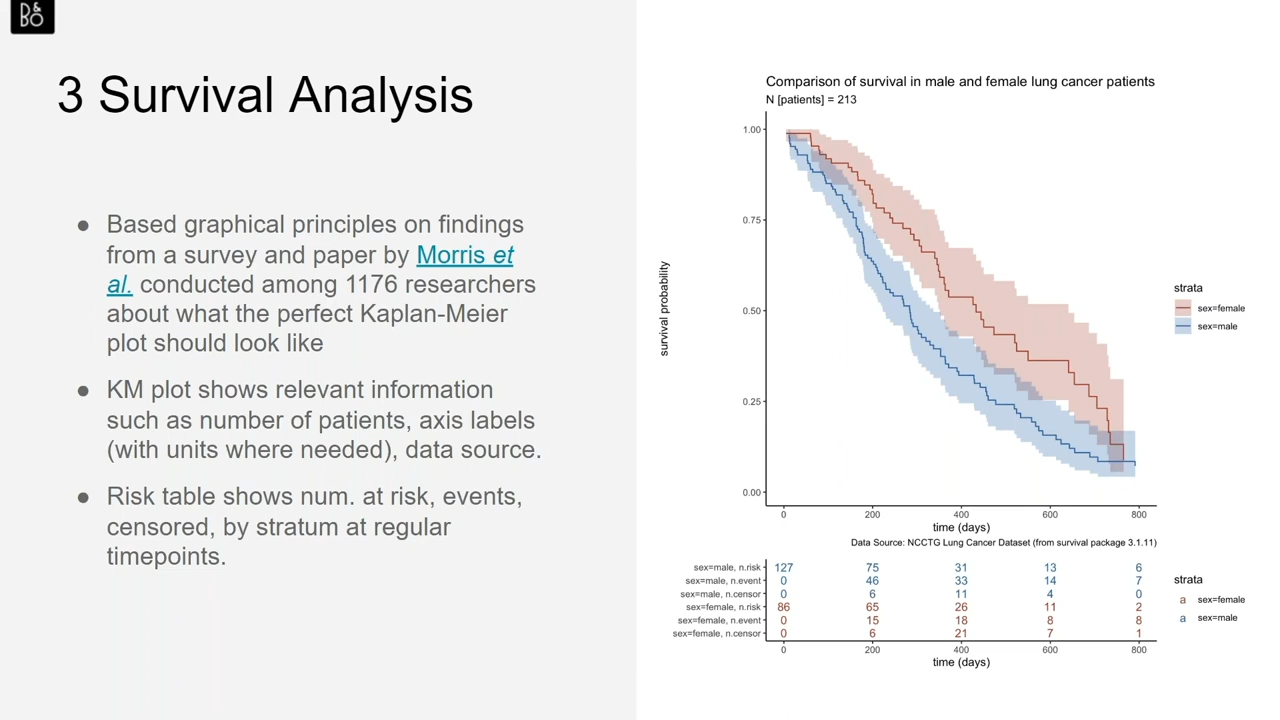 B&O
3 Survival Analysis
● Based graphical principles on findings
from a survey and paper by Morris et
al. conducted among 1176 researchers
about what the perfect Kaplan-Meier
plot should look like
● KM plot shows relevant information
such as number of patients, axis labels
(with units where needed), data source.
● Risk table shows num. at risk, events,
censored, by stratum at regular
timepoints.
Comparison of survival in male and female lung cancer patients
N [patients] = 213
survival probability
1.00
0.75
0.50
0.25
0.00
0 200 400 600 800
time (days)
strata
sex=female
sex=male
Data Source: NCCTG Lung Cancer Dataset (from survival package 3.1.11)
sex=male, n.risk 127 75 31 13 6
sex=male, n.event 0 46 33 14 7
sex=male, n.censor 0 6 11 4 0
sex=female, n.risk 86 65 26 11 2
sex=female, n.event 0 15 18 8 8
sex=female, n.censor 0 6 21 7 1
0 200 400 600 800
time (days)
strata
a sex=female
a sex=male